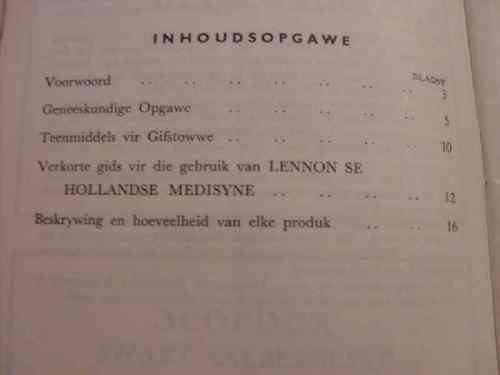 INHOUDSOPGAWE
BLADSY
Voorwoord .. .. .. .. .. .. 3
Geneeskundige Opgawe .. .. .. .. 5
Teenmiddels vir Gifstowwe .. .. .. .. 10
Verkorte gids vir die gebruik van LENNON SE
HOLLANDSE MEDISYNE .. .. .. .. 12
Beskrywing en hoeveelheid van elke produk .. .. 16